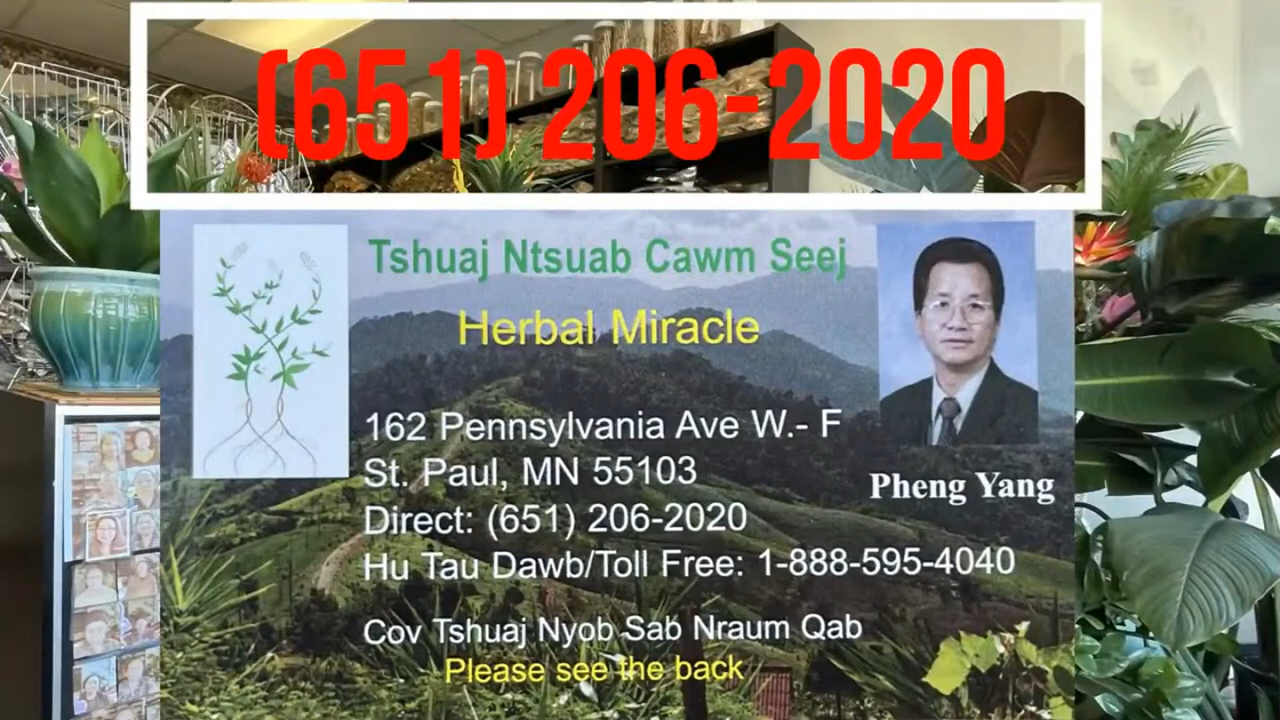 (651) 206-2020
Tshuaj Ntsuab Cawm Seej
Herbal Miracle
162 Pennsylvania Ave W.- F
St. Paul, MN 55103
Direct: (651) 206-2020
Hu Tau Dawb/Toll Free: 1-888-595-4040
Pheng Yang
Cov Tshuaj Nyob Sab Nraum Qab
Please see the back